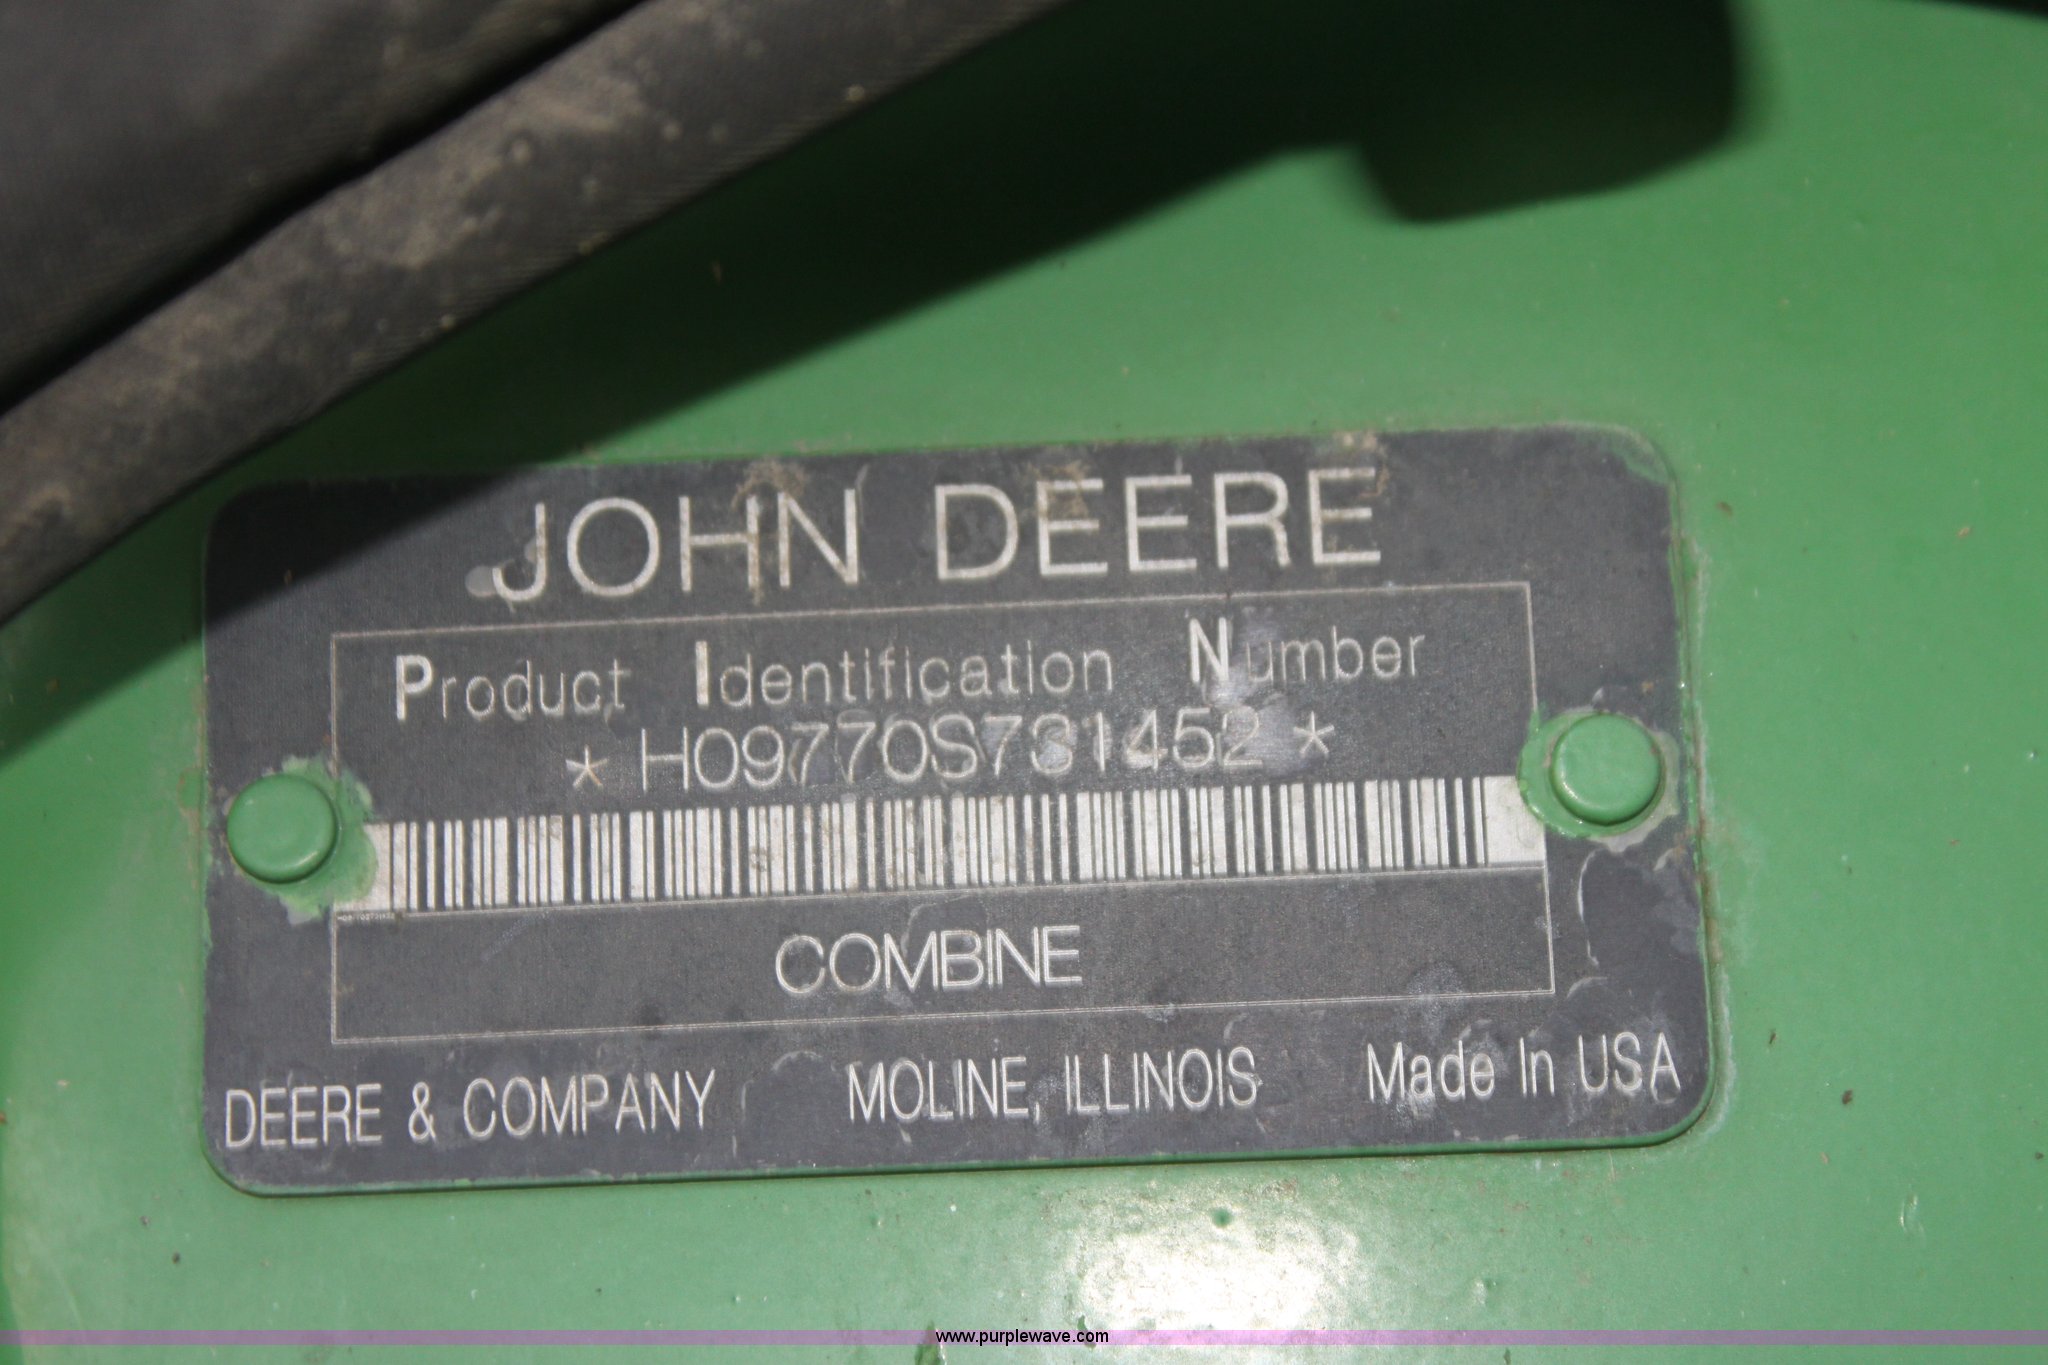 JOHN DEERE
Product Identification Number
* H09770S731452 *
COMBINE
DEERE & COMPANY MOLINE, ILLINOIS Made In USA
www.purplewave.com